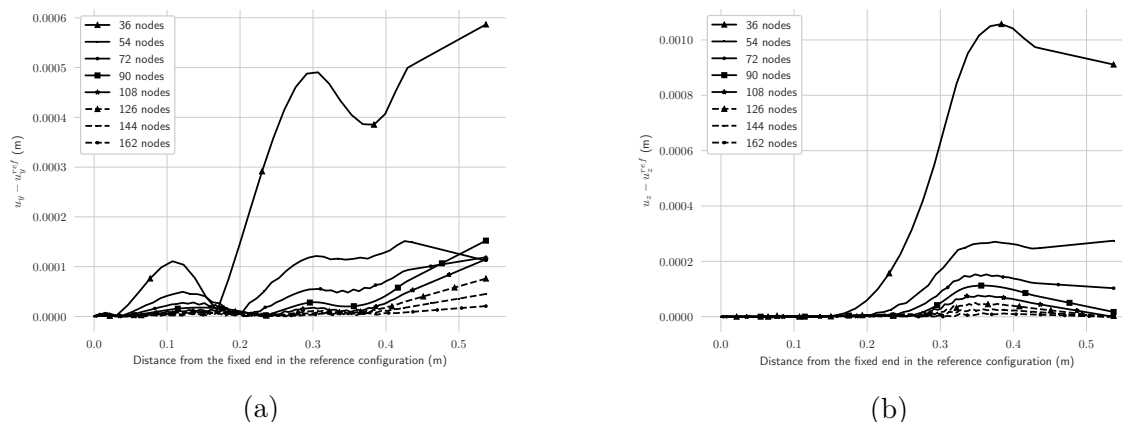 0.0006
0.0005
0.0004
0.0003
0.0002
0.0001
0.0000
u_y − u_y^{ref} (m)
36 nodes
54 nodes
72 nodes
90 nodes
108 nodes
126 nodes
144 nodes
162 nodes
0.0 0.1 0.2 0.3 0.4 0.5
Distance from the fixed end in the reference configuration (m)
(a)
0.0010
0.0008
0.0006
0.0004
0.0002
0.0000
u_z − u_z^{ref} (m)
36 nodes
54 nodes
72 nodes
90 nodes
108 nodes
126 nodes
144 nodes
162 nodes
0.0 0.1 0.2 0.3 0.4 0.5
Distance from the fixed end in the reference configuration (m)
(b)